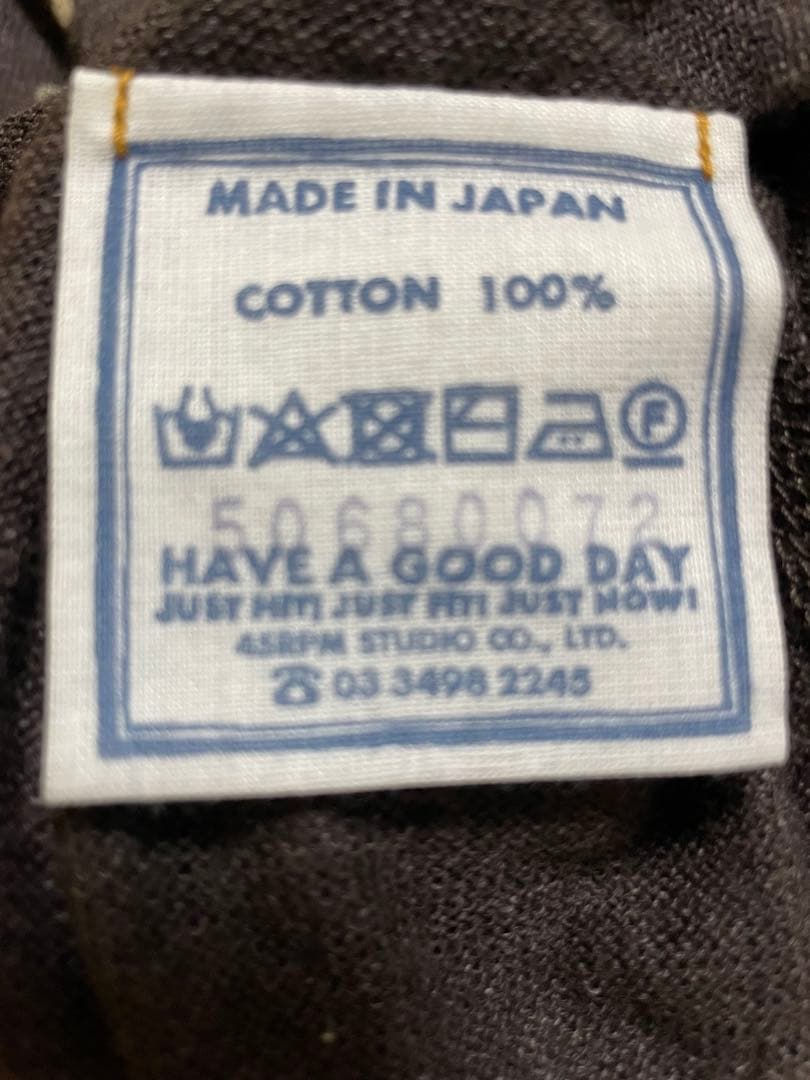 MADE IN JAPAN
COTTON 100%
F
50680072
HAVE A GOOD DAY
JUST HIT! JUST FIT! JUST NOW!
45RPM STUDIO CO., LTD.
☎ 03 3498 2245